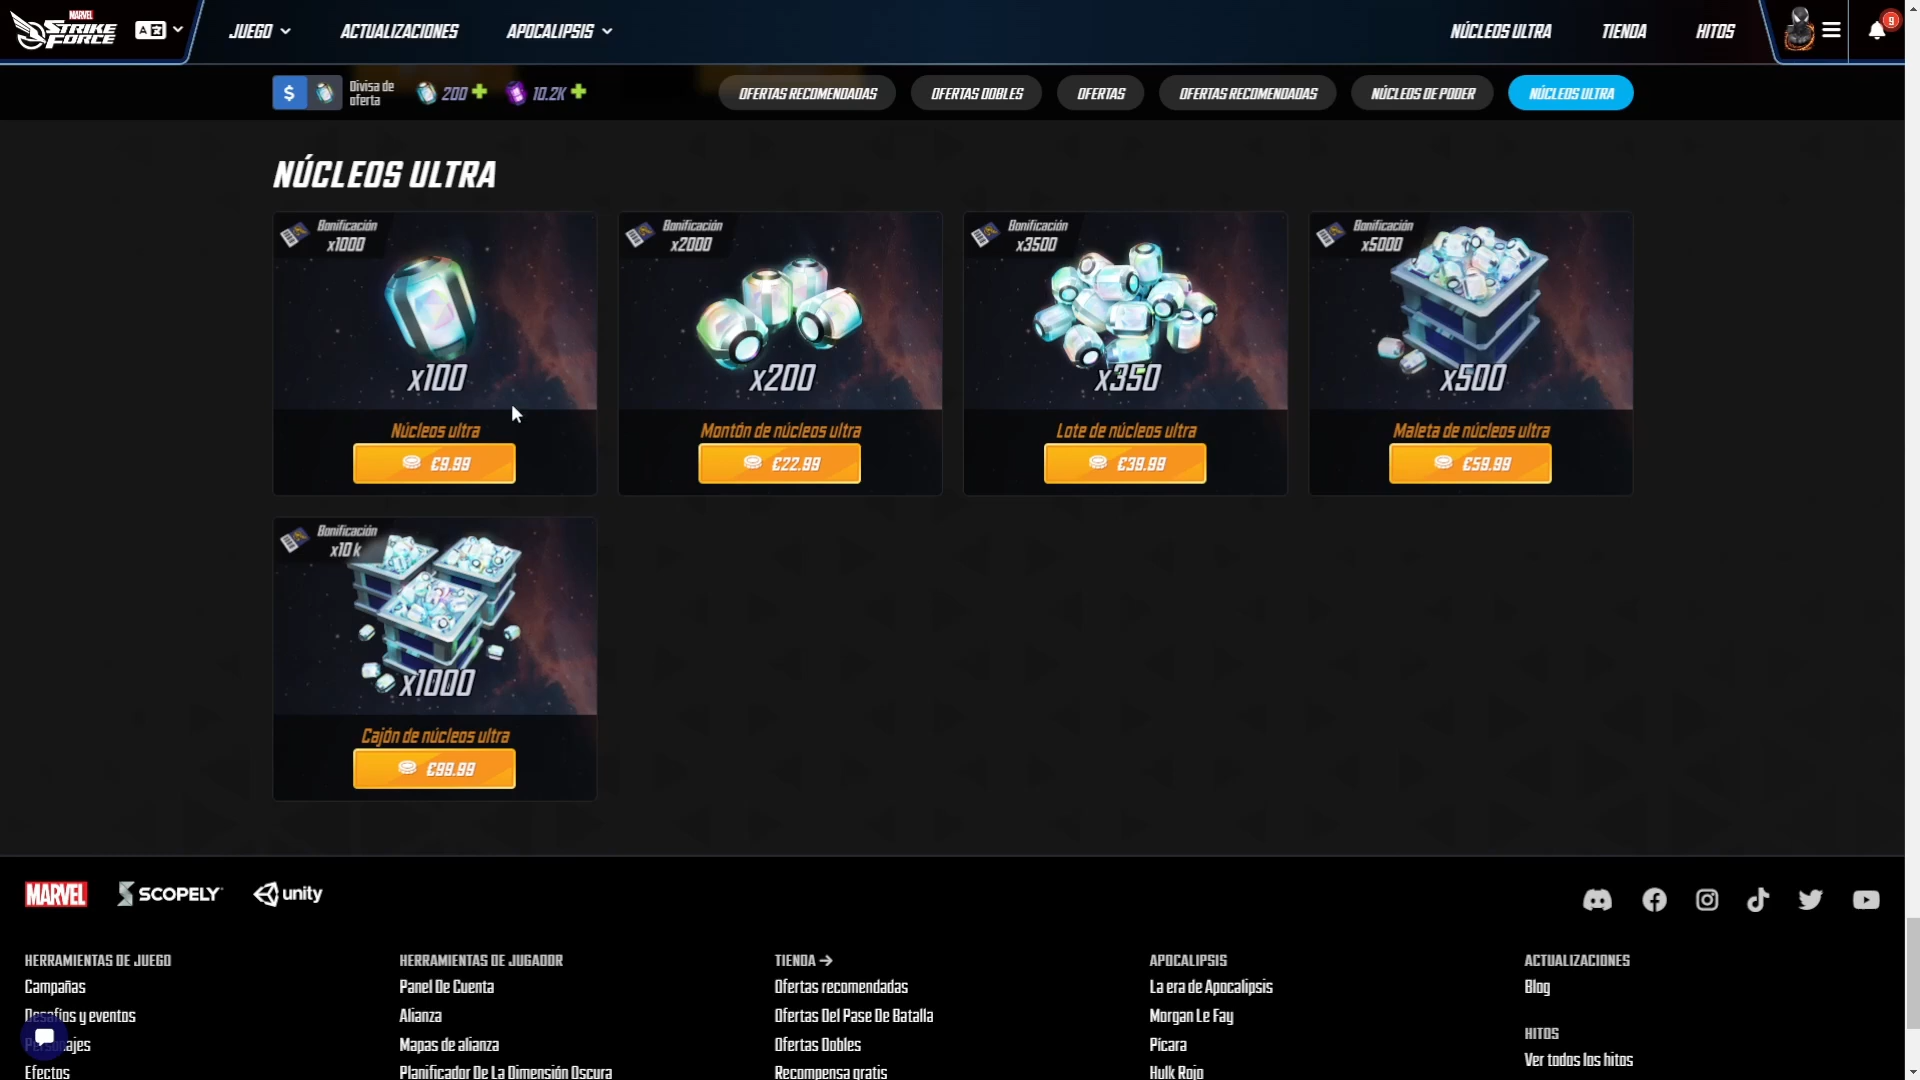 MARVEL
STRIKE
FORCE
JUEGO
ACTUALIZACIONES
APOCALIPSIS
NÚCLEOS ULTRA
TIENDA
HITOS
9
$
Divisa de
oferta
200
10.2K
OFERTAS RECOMENDADAS
OFERTAS DOBLES
OFERTAS
OFERTAS RECOMENDADAS
NÚCLEOS DE PODER
NÚCLEOS ULTRA
NÚCLEOS ULTRA
Bonificación
x1000
x100
Núcleos ultra
€9.99
Bonificación
x2000
x200
Montón de núcleos ultra
€22.99
Bonificación
x3500
x350
Lote de núcleos ultra
€39.99
Bonificación
x5000
x500
Maleta de núcleos ultra
€59.99
Bonificación
x10 k
x1000
Cajón de núcleos ultra
€99.99
MARVEL
SCOPELY
unity
HERRAMIENTAS DE JUEGO
Campañas
Desafíos y eventos
Personajes
Efectos
HERRAMIENTAS DE JUGADOR
Panel De Cuenta
Alianza
Mapas de alianza
Planificador De La Dimensión Oscura
TIENDA →
Ofertas recomendadas
Ofertas Del Pase De Batalla
Ofertas Dobles
Recompensa gratis
APOCALIPSIS
La era de Apocalipsis
Morgan Le Fay
Pícara
Hulk Rojo
ACTUALIZACIONES
Blog
HITOS
Ver todos los hitos